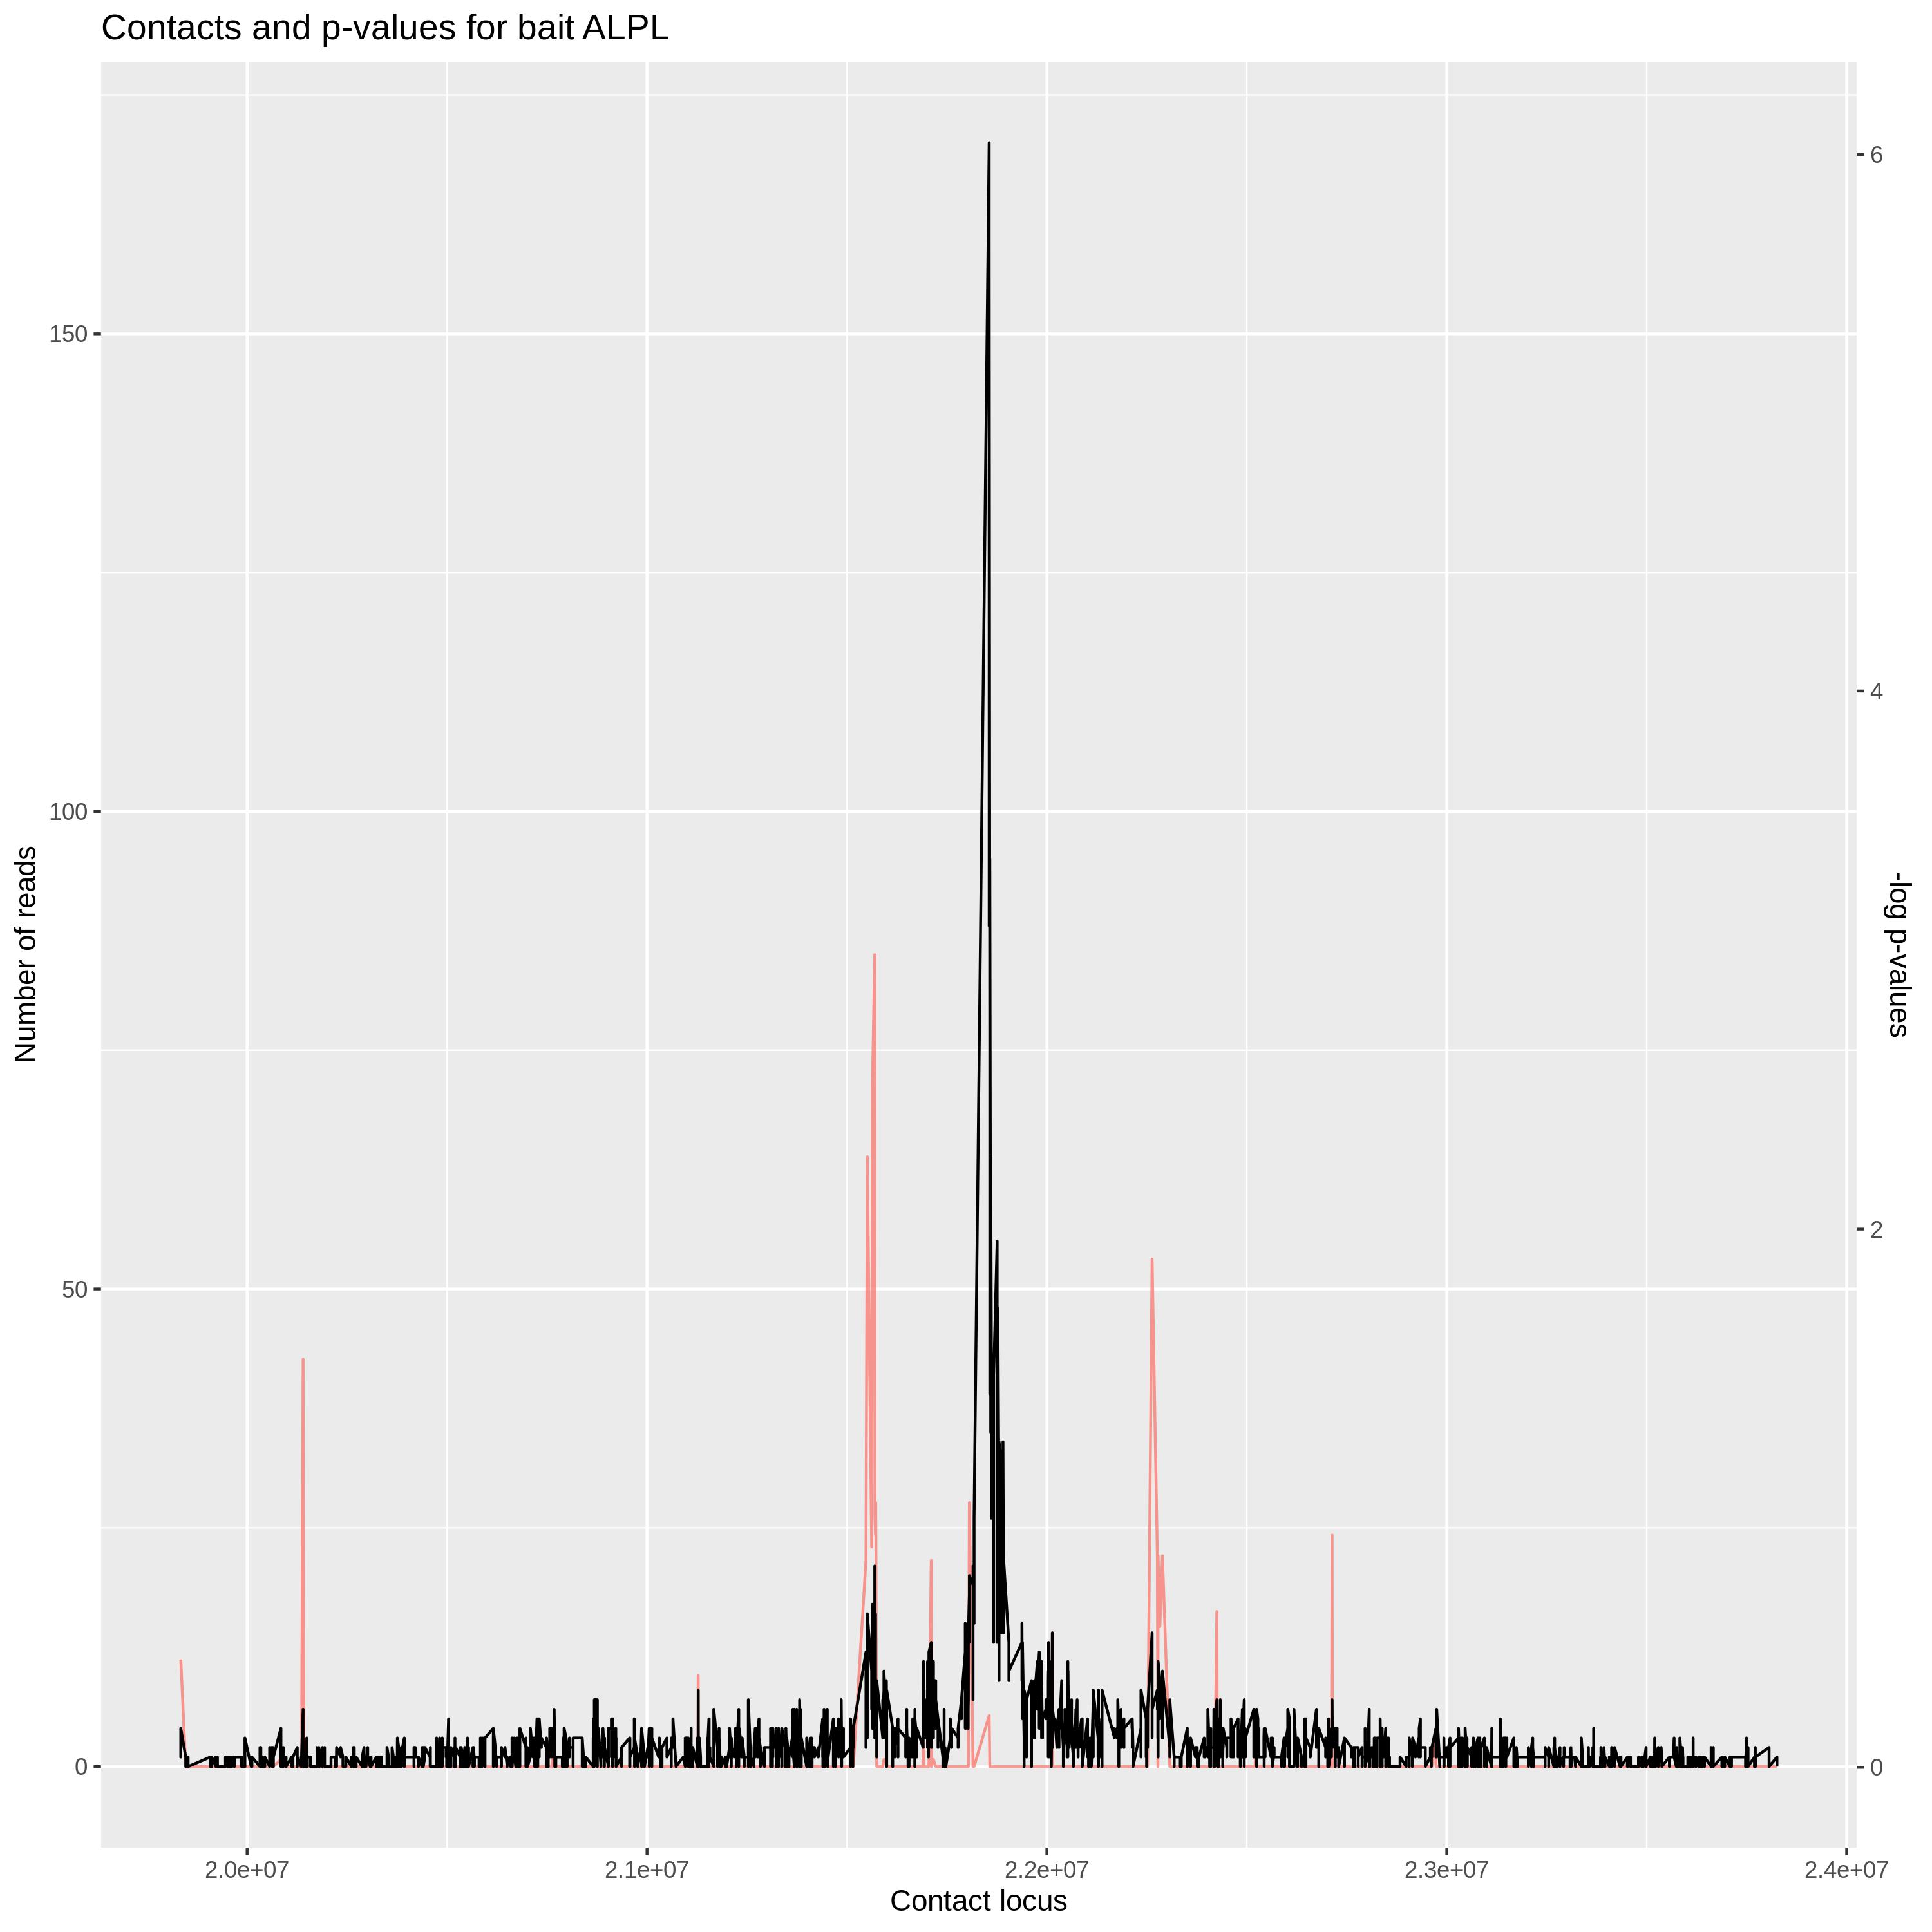 Contacts and p-values for bait ALPL
150
100
50
0
Number of reads
6
4
2
0
-log p-values
2.0e+07
2.1e+07
2.2e+07
2.3e+07
2.4e+07
Contact locus